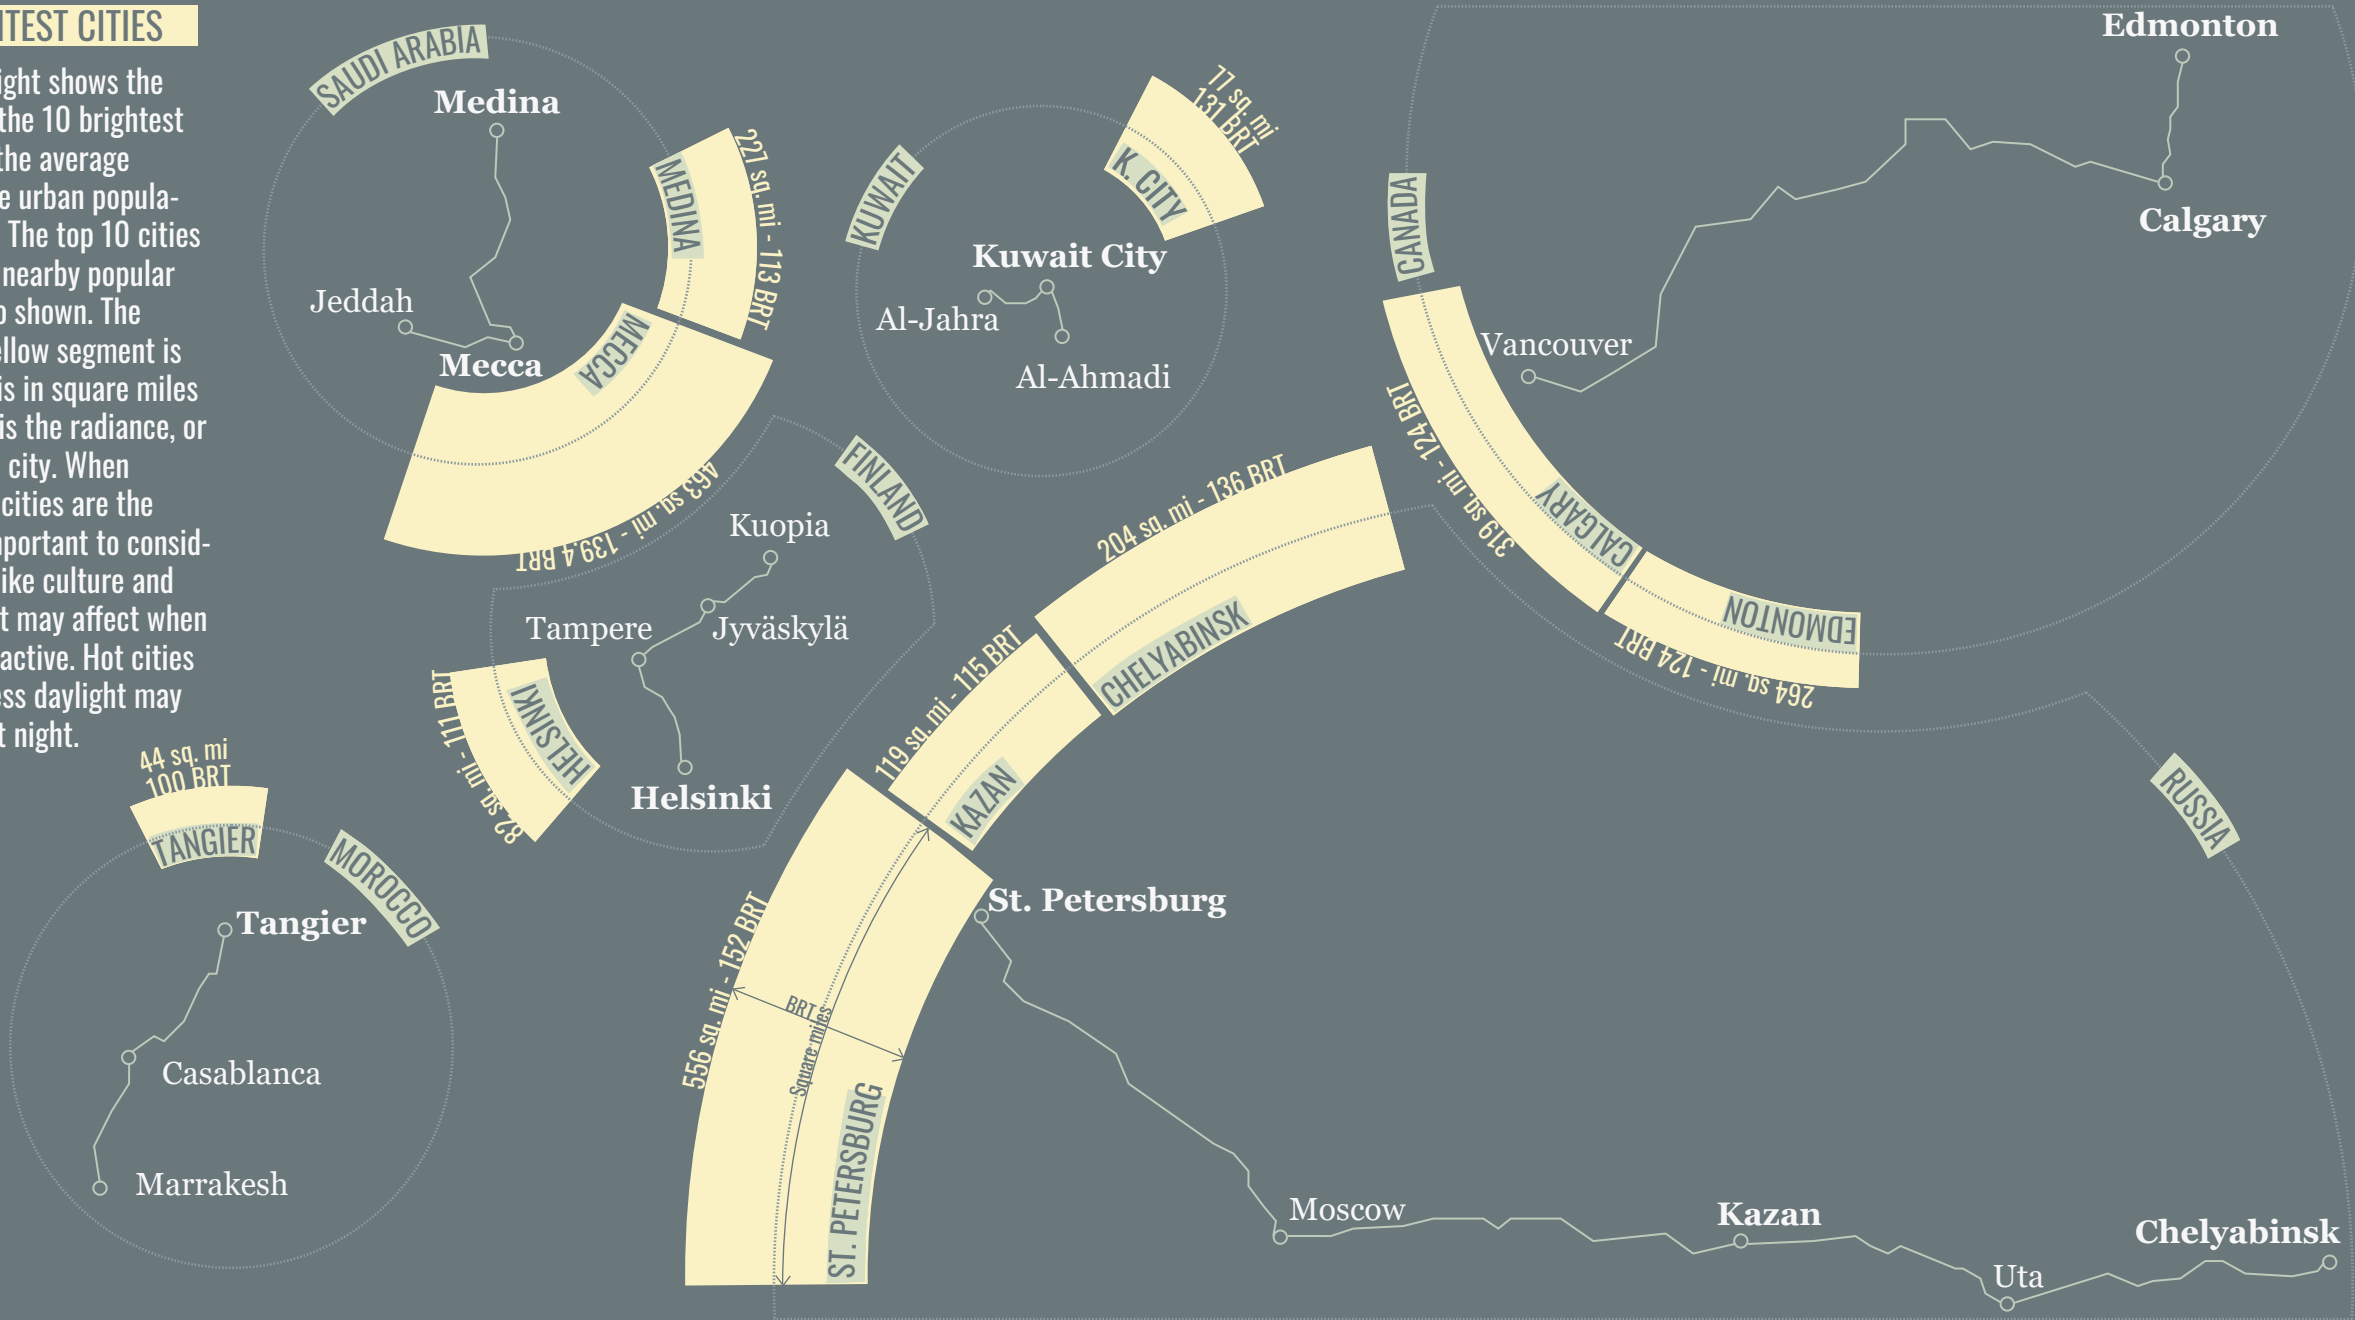 TEST CITIES
ight shows the
the 10 brightest
the average
e urban popula-
The top 10 cities
nearby popular
o shown. The
ellow segment is
is in square miles
is the radiance, or
city. When
cities are the
portant to consid-
ike culture and
t may affect when
active. Hot cities
ess daylight may
t night.
SAUDI ARABIA
Medina
MEDINA
227 sq. mi - 113 BRT
Jeddah
Mecca
MECCA
463 sq. mi - 139.4 BRT
KUWAIT
K. CITY
77 sq. mi
131 BRT
Kuwait City
Al-Jahra
Al-Ahmadi
CANADA
Edmonton
Calgary
Vancouver
CALGARY
319 sq. mi - 124 BRT
EDMONTON
264 sq. mi - 124 BRT
FINLAND
Kuopia
Tampere
Jyväskylä
Helsinki
HELSINKI
82 sq. mi - 111 BRT
44 sq. mi
100 BRT
TANGIER
MOROCCO
Tangier
Casablanca
Marrakesh
RUSSIA
204 sq. mi - 136 BRT
CHELYABINSK
119 sq. mi - 115 BRT
KAZAN
556 sq. mi - 152 BRT
BRT
Square miles
ST. PETERSBURG
St. Petersburg
Moscow
Kazan
Uta
Chelyabinsk